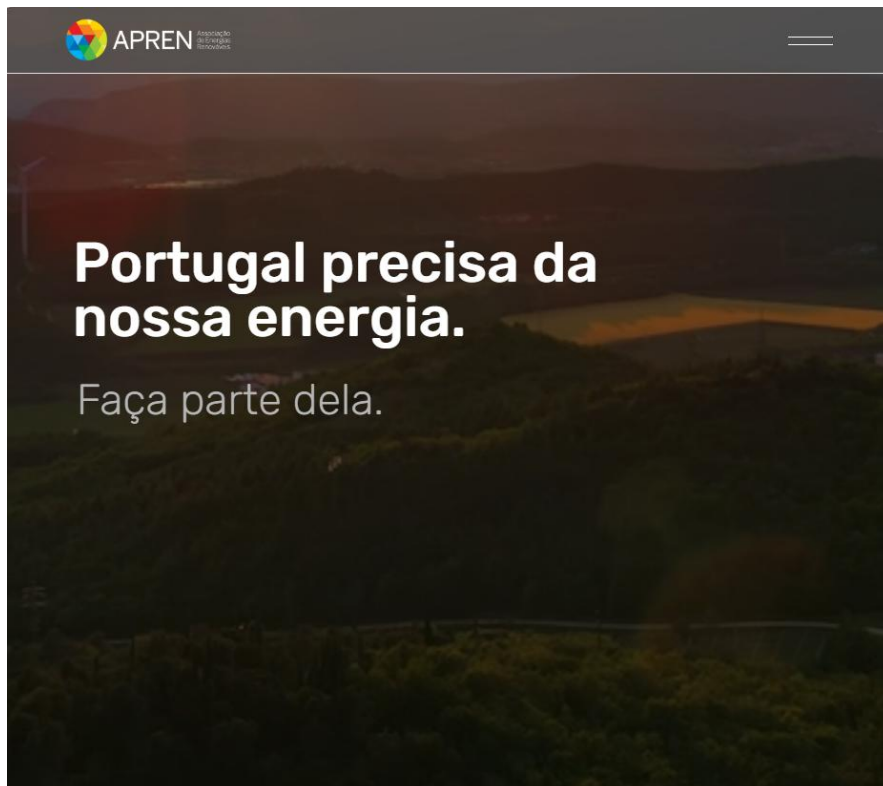 APREN
Associação
de Energias
Renováveis
Portugal precisa da
nossa energia.
Faça parte dela.